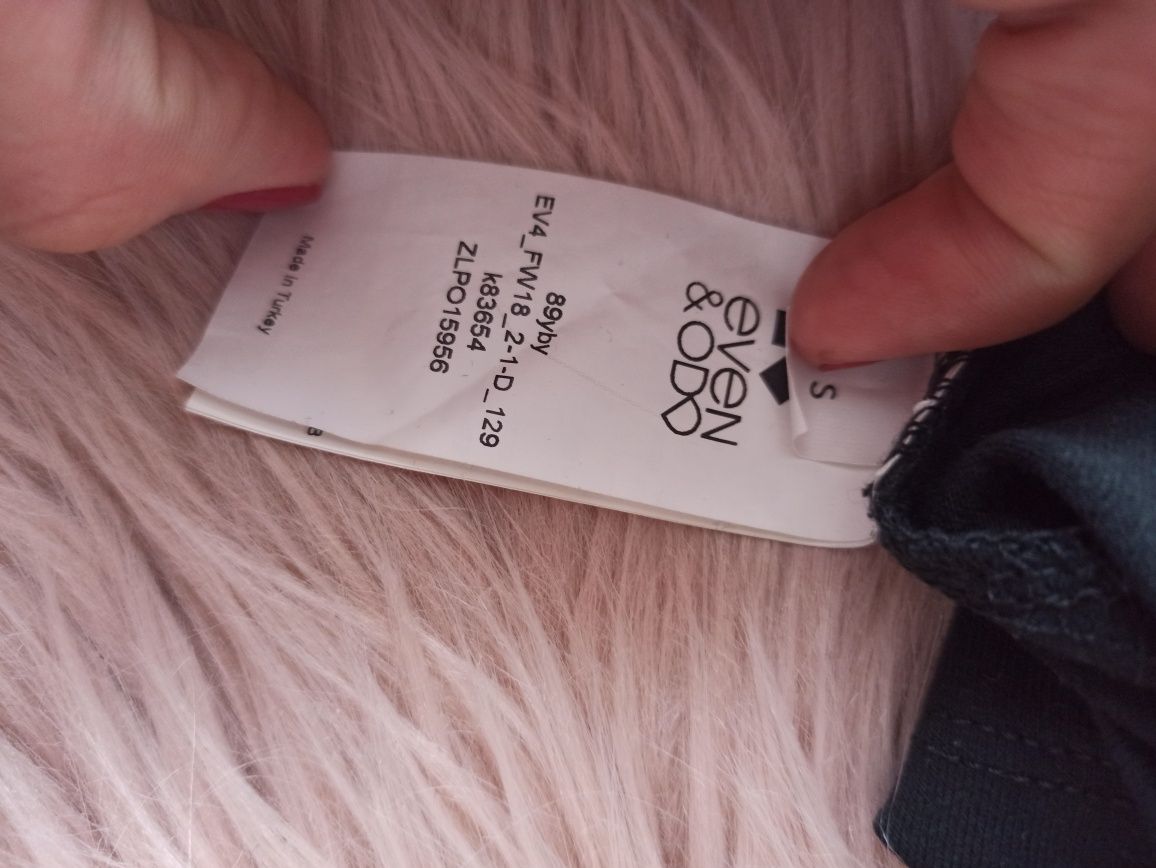 S
even
& ODD
89yby
EV4_FW18_2-1-D_129
k83654
ZLPO15956
Made in Turkey